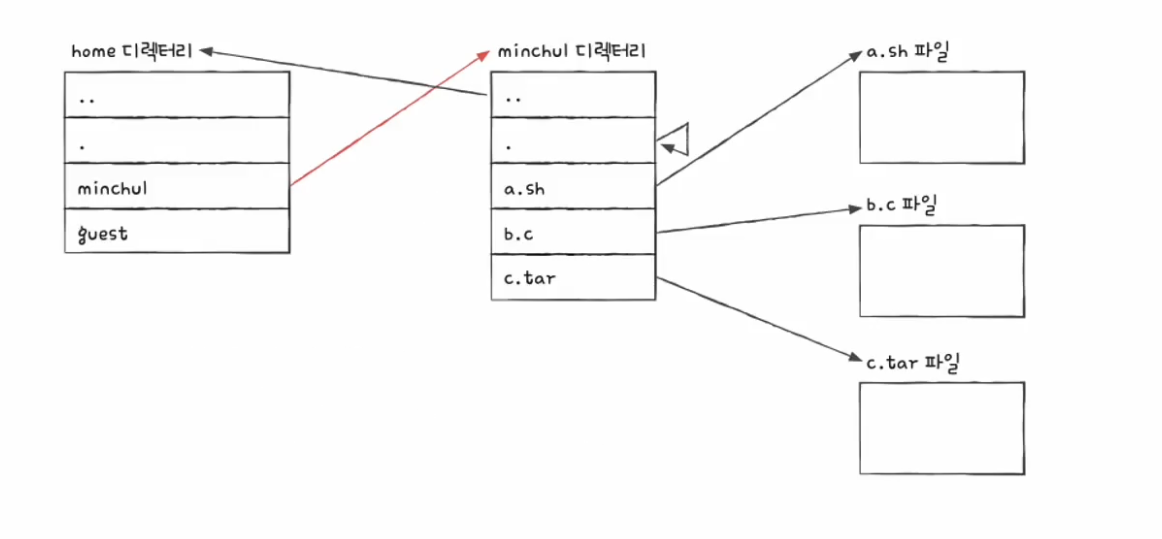 home 디렉터리
..
.
minchul
guest
minchul 디렉터리
..
.
a.sh
b.c
c.tar
a.sh 파일
b.c 파일
c.tar 파일